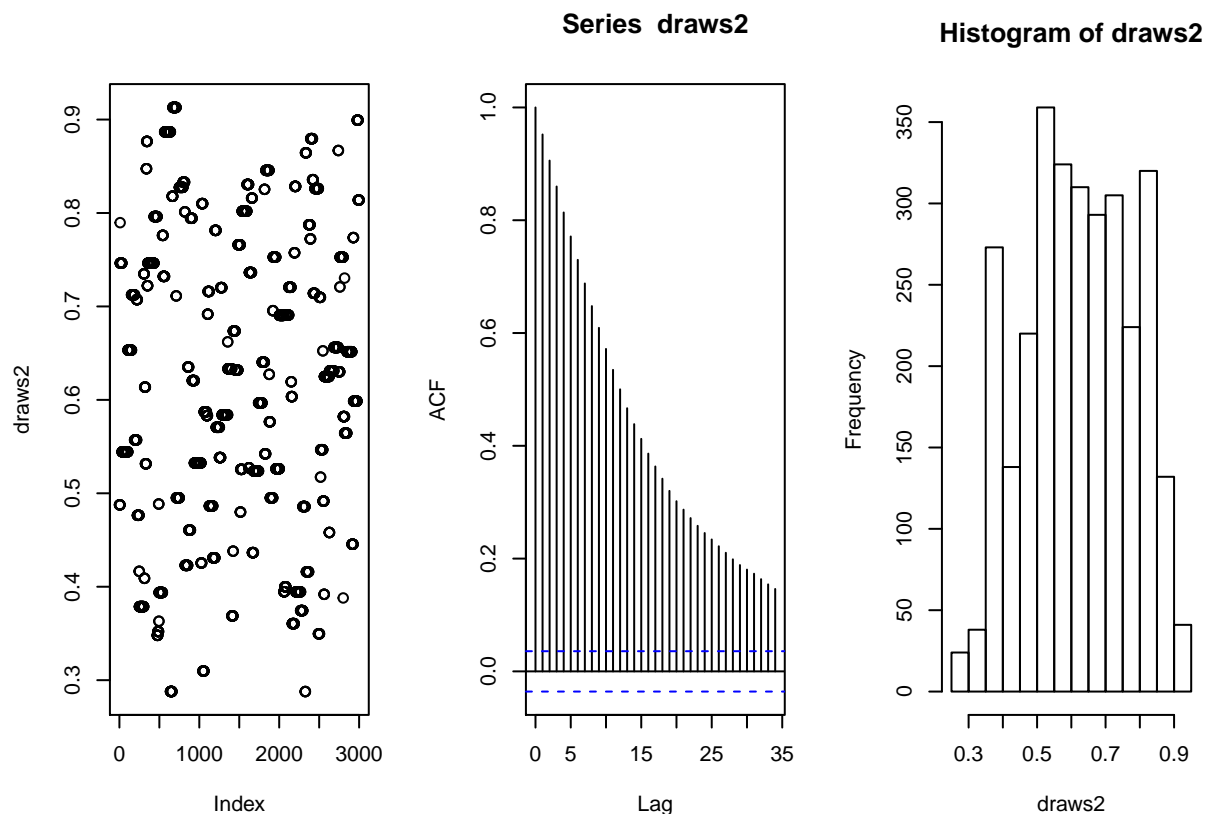 0.3 0.4 0.5 0.6 0.7 0.8 0.9
draws2
0 1000 2000 3000
Index
Series draws2
0.0 0.2 0.4 0.6 0.8 1.0
ACF
0 5 15 25 35
Lag
Histogram of draws2
0 50 100 150 200 250 300 350
Frequency
0.3 0.5 0.7 0.9
draws2